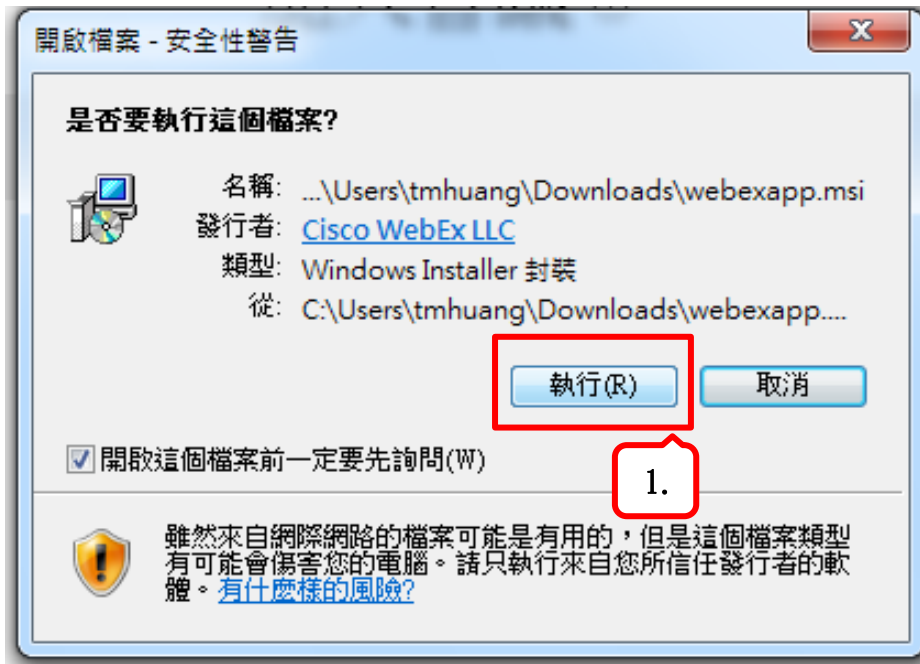 開啟檔案 - 安全性警告
是否要執行這個檔案?
名稱: ...\Users\tmhuang\Downloads\webexapp.msi
發行者: Cisco WebEx LLC
類型: Windows Installer 封裝
從: C:\Users\tmhuang\Downloads\webexapp....
執行(R) 取消
開啟這個檔案前一定要先詢問(W)
1.
雖然來自網際網路的檔案可能是有用的，但是這個檔案類型
有可能會傷害您的電腦。請只執行來自您所信任發行者的軟
體。有什麼樣的風險?